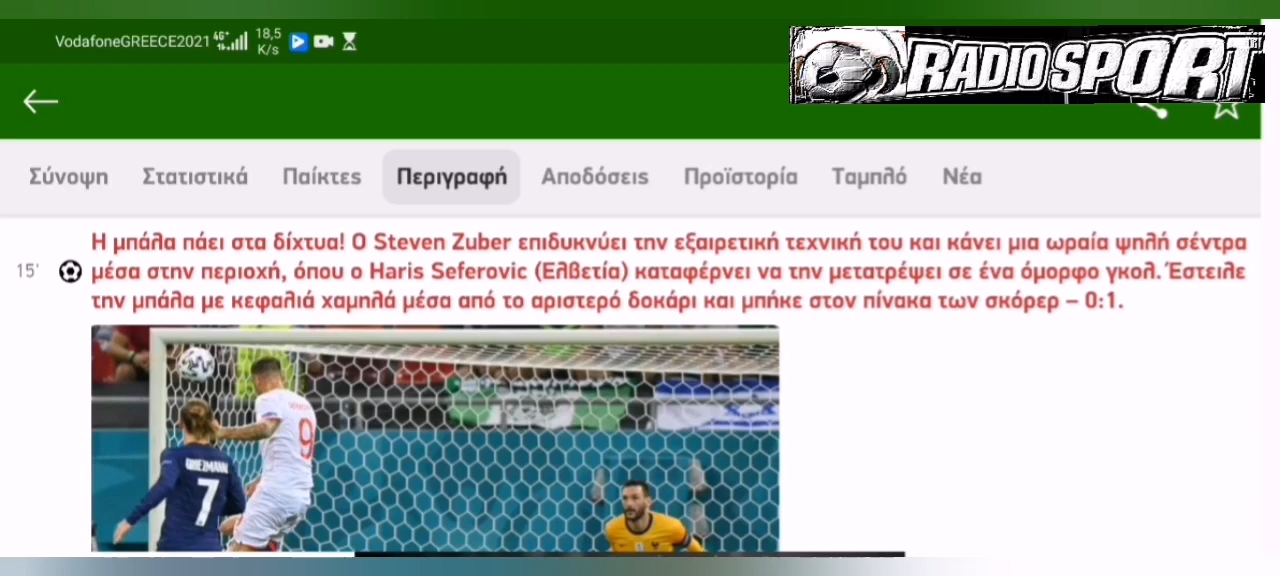 VodafoneGREECE2021 4G+ 18,5 K/s
RADIO SPORT
Σύνοψη Στατιστικά Παίκτες Περιγραφή Αποδόσεις Προϊστορία Ταμπλό Νέα
Η μπάλα πάει στα δίχτυα! Ο Steven Zuber επιδυκνύει την εξαιρετική τεχνική του και κάνει μια ωραία ψηλή σέντρα
15' μέσα στην περιοχή, όπου ο Haris Seferovic (Ελβετία) καταφέρνει να την μετατρέψει σε ένα όμορφο γκολ. Έστειλε
την μπάλα με κεφαλιά χαμηλά μέσα από το αριστερό δοκάρι και μπήκε στον πίνακα των σκόρερ – 0:1.
9
GRIEZMANN
7